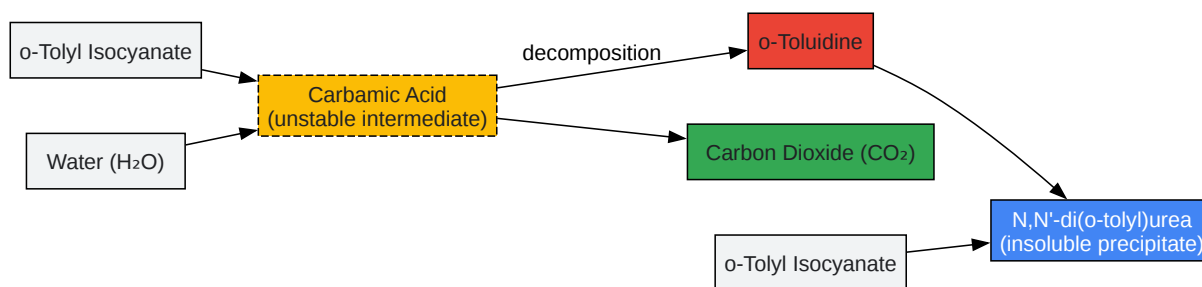 o-Tolyl Isocyanate
Water (H₂O)
Carbamic Acid
(unstable intermediate)
decomposition
o-Toluidine
Carbon Dioxide (CO₂)
o-Tolyl Isocyanate
N,N'-di(o-tolyl)urea
(insoluble precipitate)